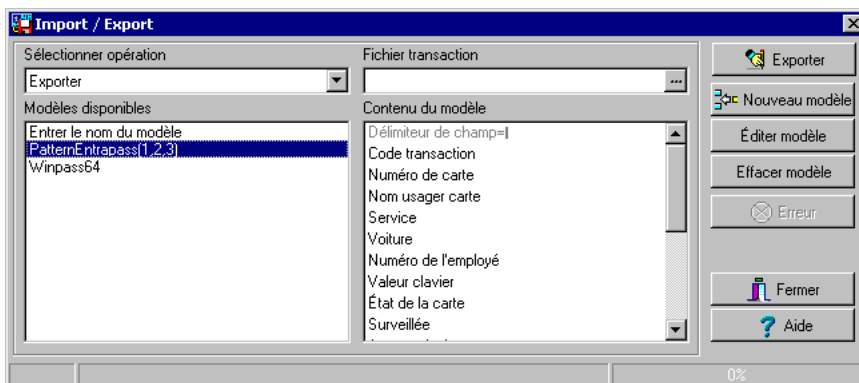 Import / Export
Sélectionner opération
Exporter
Fichier transaction
...
Modèles disponibles
Entrer le nom du modèle
PatternEntrapass(1,2,3)
Winpass64
Contenu du modèle
Délimiteur de champ=|
Code transaction
Numéro de carte
Nom usager carte
Service
Voiture
Numéro de l'employé
Valeur clavier
État de la carte
Surveillée
Exporter
Nouveau modèle
Éditer modèle
Effacer modèle
Erreur
Fermer
Aide
0%